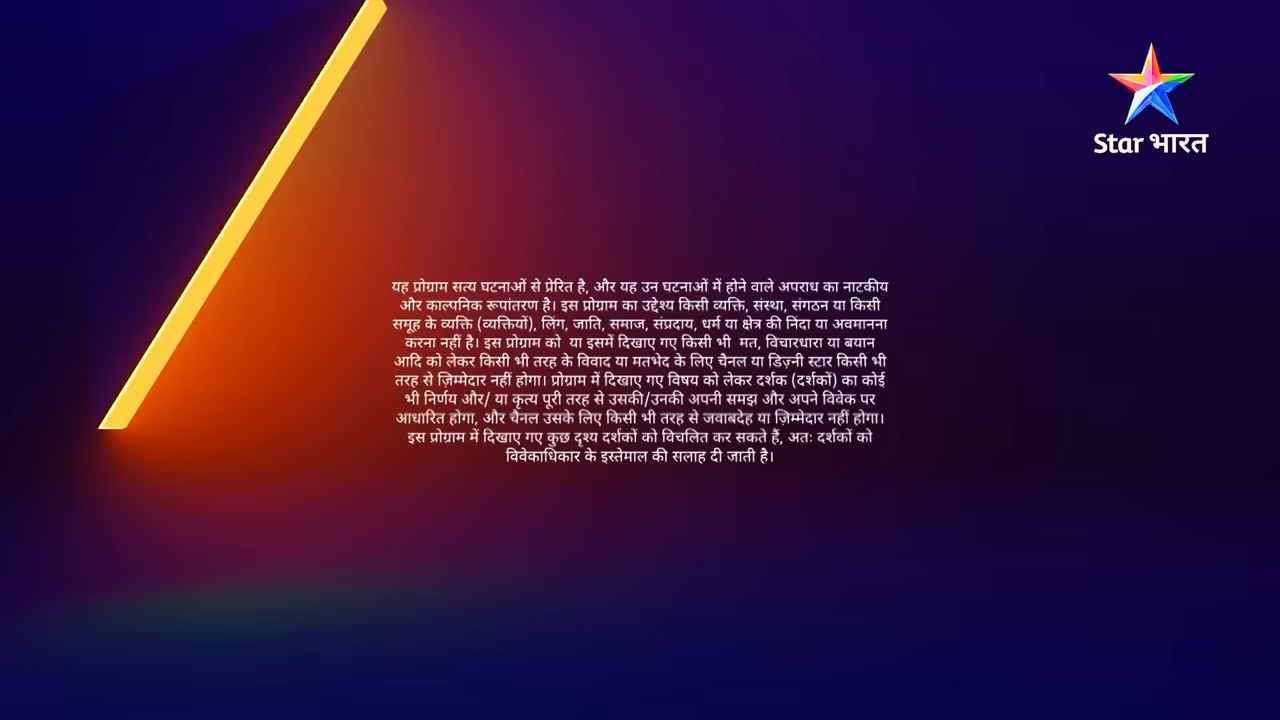 Star भारत
यह प्रोग्राम सत्य घटनाओं से प्रेरित है, और यह उन घटनाओं में होने वाले अपराध का नाटकीय
और काल्पनिक रूपांतरण है। इस प्रोग्राम का उद्देश्य किसी व्यक्ति, संस्था, संगठन या किसी
समूह के व्यक्ति (व्यक्तियों), लिंग, जाति, समाज, संप्रदाय, धर्म या क्षेत्र की निंदा या अवमानना
करना नहीं है। इस प्रोग्राम को या इसमें दिखाए गए किसी भी मत, विचारधारा या बयान
आदि को लेकर किसी भी तरह के विवाद या मतभेद के लिए चैनल या डिज़्नी स्टार किसी भी
तरह से ज़िम्मेदार नहीं होगा। प्रोग्राम में दिखाए गए विषय को लेकर दर्शक (दर्शकों) का कोई
भी निर्णय और/ या कृत्य पूरी तरह से उसकी/उनकी अपनी समझ और अपने विवेक पर
आधारित होगा, और चैनल उसके लिए किसी भी तरह से जवाबदेह या ज़िम्मेदार नहीं होगा।
इस प्रोग्राम में दिखाए गए कुछ दृश्य दर्शकों को विचलित कर सकते हैं, अतः दर्शकों को
विवेकाधिकार के इस्तेमाल की सलाह दी जाती है।